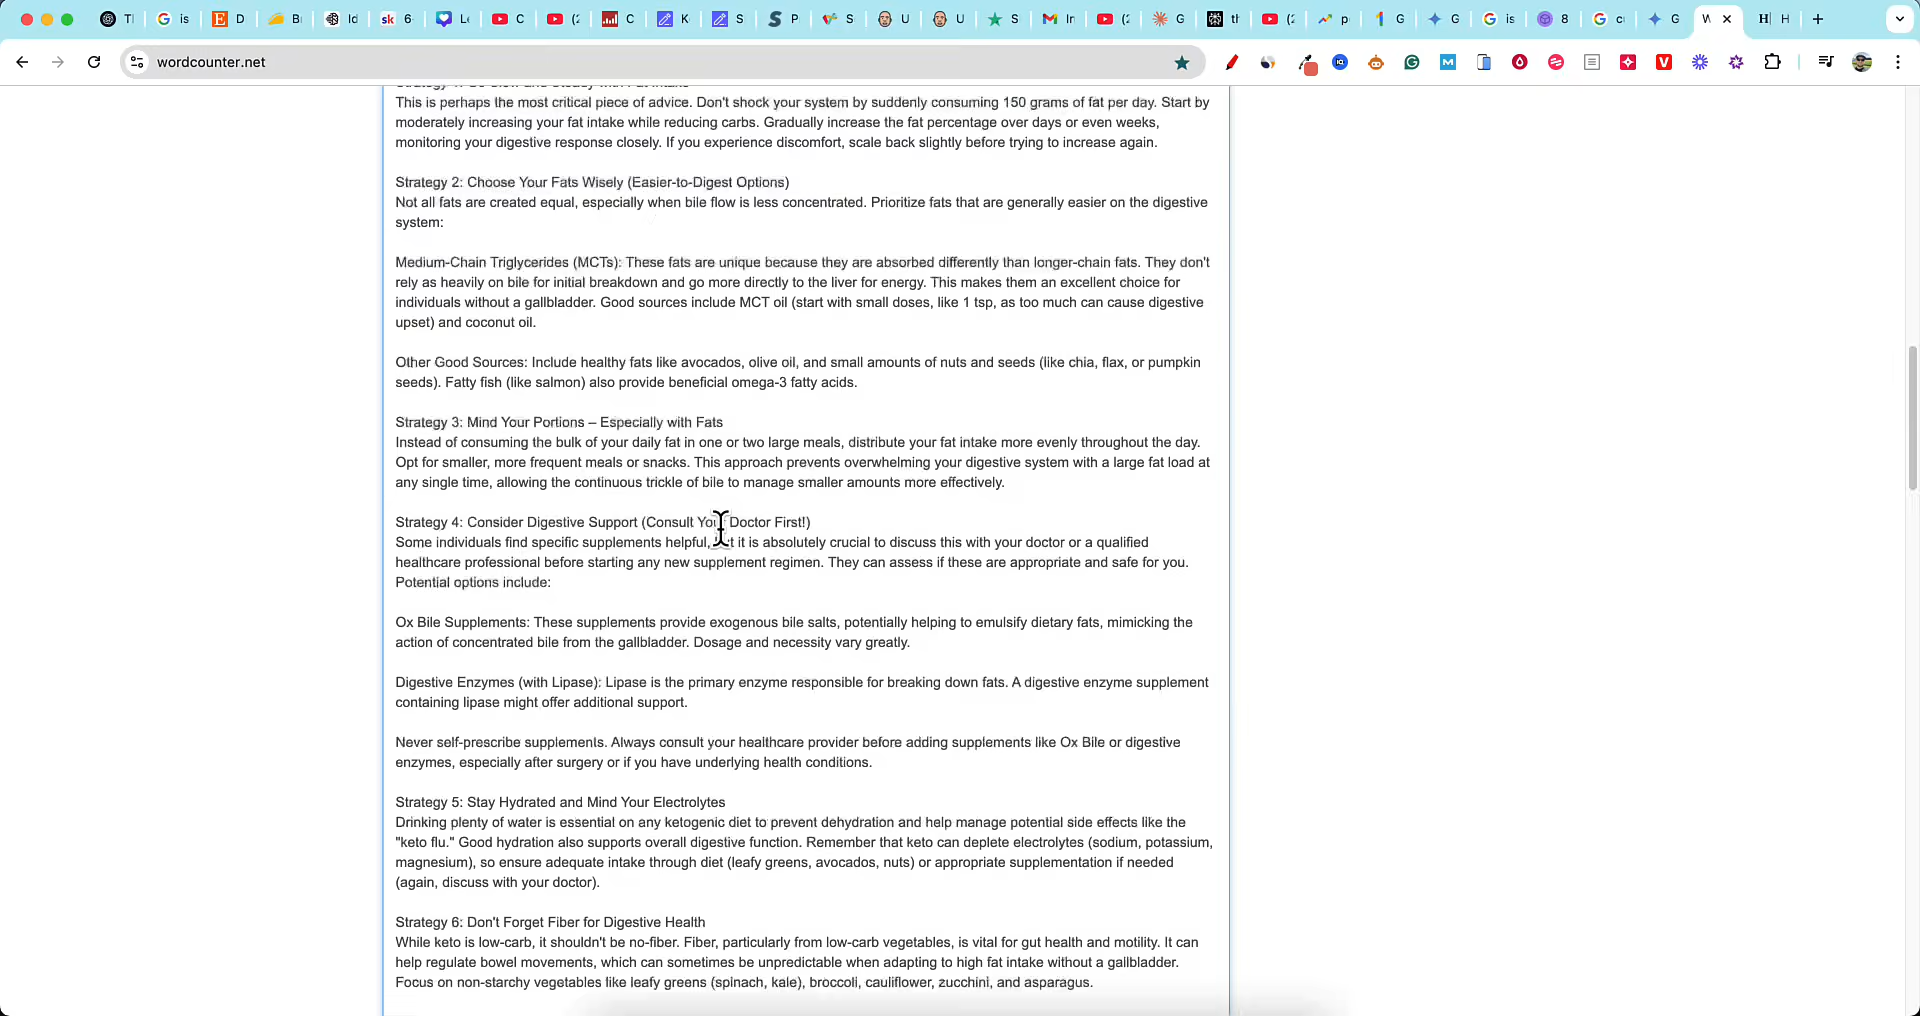 wordcounter.net
This is perhaps the most critical piece of advice. Don't shock your system by suddenly consuming 150 grams of fat per day. Start by
moderately increasing your fat intake while reducing carbs. Gradually increase the fat percentage over days or even weeks,
monitoring your digestive response closely. If you experience discomfort, scale back slightly before trying to increase again.
Strategy 2: Choose Your Fats Wisely (Easier-to-Digest Options)
Not all fats are created equal, especially when bile flow is less concentrated. Prioritize fats that are generally easier on the digestive
system:
Medium-Chain Triglycerides (MCTs): These fats are unique because they are absorbed differently than longer-chain fats. They don't
rely as heavily on bile for initial breakdown and go more directly to the liver for energy. This makes them an excellent choice for
individuals without a gallbladder. Good sources include MCT oil (start with small doses, like 1 tsp, as too much can cause digestive
upset) and coconut oil.
Other Good Sources: Include healthy fats like avocados, olive oil, and small amounts of nuts and seeds (like chia, flax, or pumpkin
seeds). Fatty fish (like salmon) also provide beneficial omega-3 fatty acids.
Strategy 3: Mind Your Portions – Especially with Fats
Instead of consuming the bulk of your daily fat in one or two large meals, distribute your fat intake more evenly throughout the day.
Opt for smaller, more frequent meals or snacks. This approach prevents overwhelming your digestive system with a large fat load at
any single time, allowing the continuous trickle of bile to manage smaller amounts more effectively.
Strategy 4: Consider Digestive Support (Consult Your Doctor First!)
Some individuals find specific supplements helpful, but it is absolutely crucial to discuss this with your doctor or a qualified
healthcare professional before starting any new supplement regimen. They can assess if these are appropriate and safe for you.
Potential options include:
Ox Bile Supplements: These supplements provide exogenous bile salts, potentially helping to emulsify dietary fats, mimicking the
action of concentrated bile from the gallbladder. Dosage and necessity vary greatly.
Digestive Enzymes (with Lipase): Lipase is the primary enzyme responsible for breaking down fats. A digestive enzyme supplement
containing lipase might offer additional support.
Never self-prescribe supplements. Always consult your healthcare provider before adding supplements like Ox Bile or digestive
enzymes, especially after surgery or if you have underlying health conditions.
Strategy 5: Stay Hydrated and Mind Your Electrolytes
Drinking plenty of water is essential on any ketogenic diet to prevent dehydration and help manage potential side effects like the
"keto flu." Good hydration also supports overall digestive function. Remember that keto can deplete electrolytes (sodium, potassium,
magnesium), so ensure adequate intake through diet (leafy greens, avocados, nuts) or appropriate supplementation if needed
(again, discuss with your doctor).
Strategy 6: Don't Forget Fiber for Digestive Health
While keto is low-carb, it shouldn't be no-fiber. Fiber, particularly from low-carb vegetables, is vital for gut health and motility. It can
help regulate bowel movements, which can sometimes be unpredictable when adapting to high fat intake without a gallbladder.
Focus on non-starchy vegetables like leafy greens (spinach, kale), broccoli, cauliflower, zucchini, and asparagus.